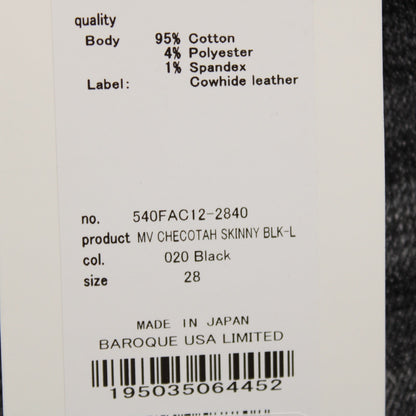 quality
Body 95% Cotton
4% Polyester
1% Spandex
Label: Cowhide leather
no. 540FAC12-2840
product MV CHECOTAH SKINNY BLK-L
col. 020 Black
size 28
MADE IN JAPAN
BAROQUE USA LIMITED
195035064452